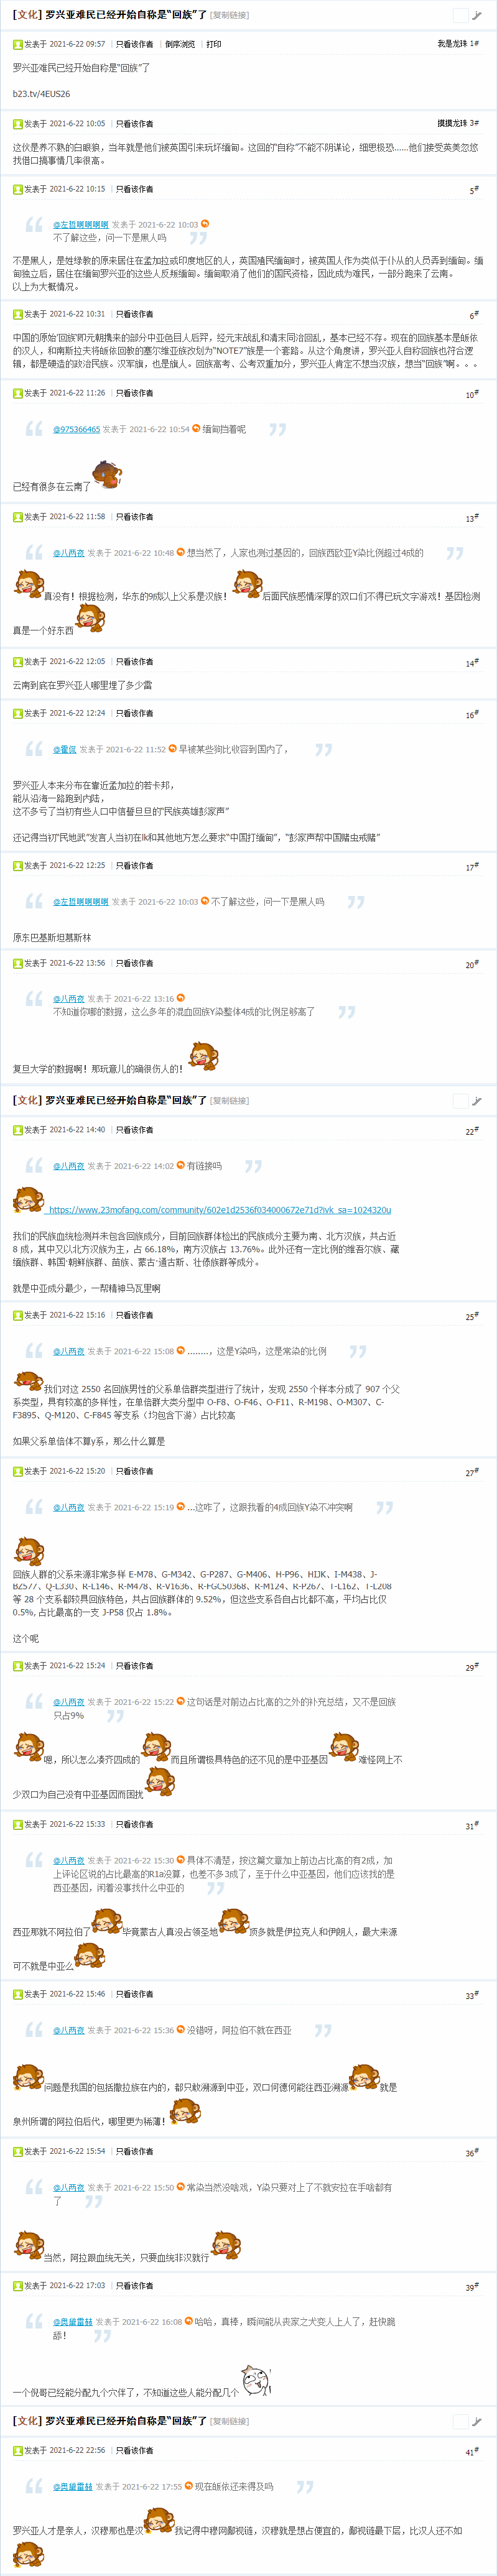 [文化] 罗兴亚难民已经开始自称是“回族”了 [复制链接]
发表于 2021-6-22 09:57 | 只看该作者 | 倒序浏览 | 打印
我是龙珠 1#
罗兴亚难民已经开始自称是“回族”了
b23.tv/4EUS26
发表于 2021-6-22 10:05 | 只看该作者
摸摸龙珠 3#
这伙是养不熟的白眼狼，当年就是他们被英国引来玩坏缅甸。这回的“自称”不能不阴谋论，细思极恐......他们接受英美忽悠
找借口搞事情几率很高。
发表于 2021-6-22 10:15 | 只看该作者
5#
发表于 2021-6-22 10:03
不了解这些，问一下是黑人吗
不是黑人，是姓绿教的原来居住在孟加拉或印度地区的人，英国殖民缅甸时，被英国人作为类似于仆从的人员弄到缅甸。缅
甸独立后，居住在缅甸罗兴亚的这些人反叛缅甸。缅甸取消了他们的国民资格，因此成为难民，一部分跑来了云南。
以上为大概情况。
发表于 2021-6-22 10:31 | 只看该作者
6#
中国的原始“回族”即元朝携来的部分中亚色目人后羿，经元末战乱和清末同治回乱，基本已经不存。现在的回族基本是皈依
的汉人，和南斯拉夫将皈依回教的塞尔维亚族改划为“NOTE7”族是一个套路。从这个角度讲，罗兴亚人自称回族也符合逻
辑，都是硬造的政治民族。汉军旗，也是旗人。回族高考、公考双重加分，罗兴亚人肯定不想当汉族，想当“回族”啊。。。
发表于 2021-6-22 11:26 | 只看该作者
10#
@975366465 发表于 2021-6-22 10:54 缅甸挡着呢
已经有很多在云南了
发表于 2021-6-22 11:58 | 只看该作者
13#
@八两夜 发表于 2021-6-22 10:48 想当然了，人家也测过基因的，回族西欧亚Y染比例超过4成的
真没有！根据检测，华东的9成以上父系是汉族！后面民族感情深厚的双口们不得已玩文字游戏！基因检测
真是一个好东西
发表于 2021-6-22 12:05 | 只看该作者
14#
云南到底在罗兴亚人哪里埋了多少雷
发表于 2021-6-22 12:24 | 只看该作者
16#
@霍侃 发表于 2021-6-22 11:52 早被某些狗比收容到国内了，
罗兴亚人本来分布在靠近孟加拉的若卡邦，
能从沿海一路跑到内陆，
这不多亏了当初有些人口中信誓旦旦的“民族英雄彭家声”
还记得当初“民地武”发言人当初在lk和其他地方怎么要求“中国打缅甸”，“彭家声帮中国赌虫戒赌”
发表于 2021-6-22 12:25 | 只看该作者
17#
发表于 2021-6-22 10:03 不了解这些，问一下是黑人吗
原东巴基斯坦慕斯林
发表于 2021-6-22 13:56 | 只看该作者
20#
@八两夜 发表于 2021-6-22 13:16
不知道你哪的数据，这么多年的混血回族Y染整体4成的比例足够高了
复旦大学的数据啊！那玩意儿的确很伤人的！
[文化] 罗兴亚难民已经开始自称是“回族”了 [复制链接]
发表于 2021-6-22 14:40 | 只看该作者
22#
@八两夜 发表于 2021-6-22 14:02 有链接吗
https://www.23mofang.com/community/602e1d2536f034000672e71d?ivk_sa=1024320u
我们的民族血统检测并未包含回族成分，目前回族群体检出的民族成分主要为南、北方汉族，共占近
8 成，其中又以北方汉族为主，占 66.18%，南方汉族占 13.76%。此外还有一定比例的维吾尔族、藏
缅族群、韩国·朝鲜族群、苗族、蒙古·通古斯、壮傣族群等成分。
就是中亚成分最少，一帮精神马瓦里啊
发表于 2021-6-22 15:16 | 只看该作者
25#
@八两夜 发表于 2021-6-22 15:08 ........，这是Y染吗，这是常染的比例
我们对这 2550 名回族男性的父系单倍群类型进行了统计，发现 2550 个样本分成了 907 个父
系类型，具有较高的多样性，在单倍群大类分型中 O-F8、O-F46、O-F11、R-M198、O-M307、C-
F3895、Q-M120、C-F845 等支系（均包含下游）占比较高
如果父系单倍体不算y系，那么什么算是
发表于 2021-6-22 15:20 | 只看该作者
27#
@八两夜 发表于 2021-6-22 15:19 ...这咋了，这跟我看的4成回族Y染不冲突啊
回族人群的父系来源非常多样 E-M78、G-M342、G-P287、G-M406、H-P96、HIJK、I-M438、J-
BZ577、Q-L330、R-L146、R-M478、R-V1636、R-FGC50368、R-M124、R-P267、T-L162、T-L208
等 28 个支系都较具回族特色，共占回族群体的 9.52%，但这些支系各自占比都不高，平均占比仅
0.5%, 占比最高的一支 J-P58 仅占 1.8%。
这个呢
发表于 2021-6-22 15:24 | 只看该作者
29#
@八两夜 发表于 2021-6-22 15:22 这句话是对前边占比高的之外的补充总结，又不是回族
只占9%
嗯，所以怎么凑齐四成的而且所谓极具特色的还不见的是中亚基因难怪网上不
少双口为自己没有中亚基因而困扰
发表于 2021-6-22 15:33 | 只看该作者
31#
@八两夜 发表于 2021-6-22 15:30 具体不清楚，按这篇文章加上前边占比高的有2成，加
上评论区说的占比最高的R1a没算，也差不多3成了，至于什么中亚基因，他们应该找的是
西亚基因，闲着没事找什么中亚的
西亚那就不阿拉伯了毕竟蒙古人真没占领圣地顶多就是伊拉克人和伊朗人，最大来源
可不就是中亚么
发表于 2021-6-22 15:46 | 只看该作者
33#
@八两夜 发表于 2021-6-22 15:36 没错呀，阿拉伯不就在西亚
问题是我国的包括撒拉族在内的，都只敢溯源到中亚，双口何德何能往西亚溯源就是
泉州所谓的阿拉伯后代，哪里更为稀薄！
发表于 2021-6-22 15:54 | 只看该作者
36#
@八两夜 发表于 2021-6-22 15:50 常染当然没啥戏，Y染只要对上了不就安拉在手啥都有
了
当然，阿拉跟血统无关，只要血统非汉就行
发表于 2021-6-22 17:03 | 只看该作者
39#
发表于 2021-6-22 16:08 哈哈，真棒，瞬间能从丧家之犬变人上人了，赶快跪
舔！
一个倪哥已经能分配九个穴伴了，不知道这些人能分配几个
[文化] 罗兴亚难民已经开始自称是“回族”了 [复制链接]
发表于 2021-6-22 22:56 | 只看该作者
41#
发表于 2021-6-22 17:55 现在皈依还来得及吗
罗兴亚人才是亲人，汉穆那也是汉我记得中穆网鄙视链，汉穆就是想占便宜的，鄙视链最下层，比汉人还不如